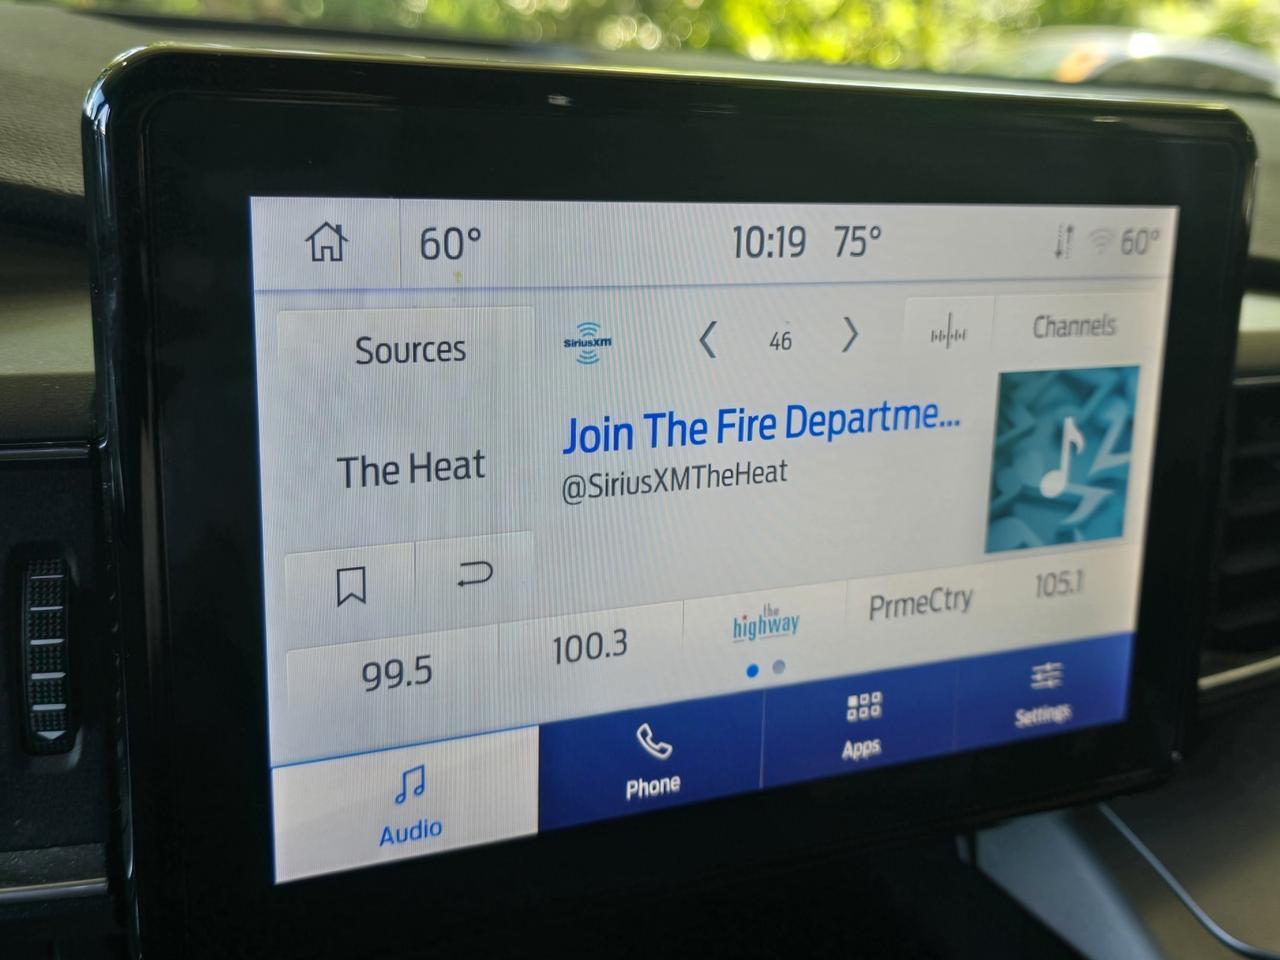 60° 10:19 75° 60°
Sources
SiriusXM
46
Channels
The Heat
Join The Fire Departme...
@SiriusXMTheHeat
99.5
100.3
the
highway
PrmeCtry
105.1
Audio
Phone
Apps
Settings